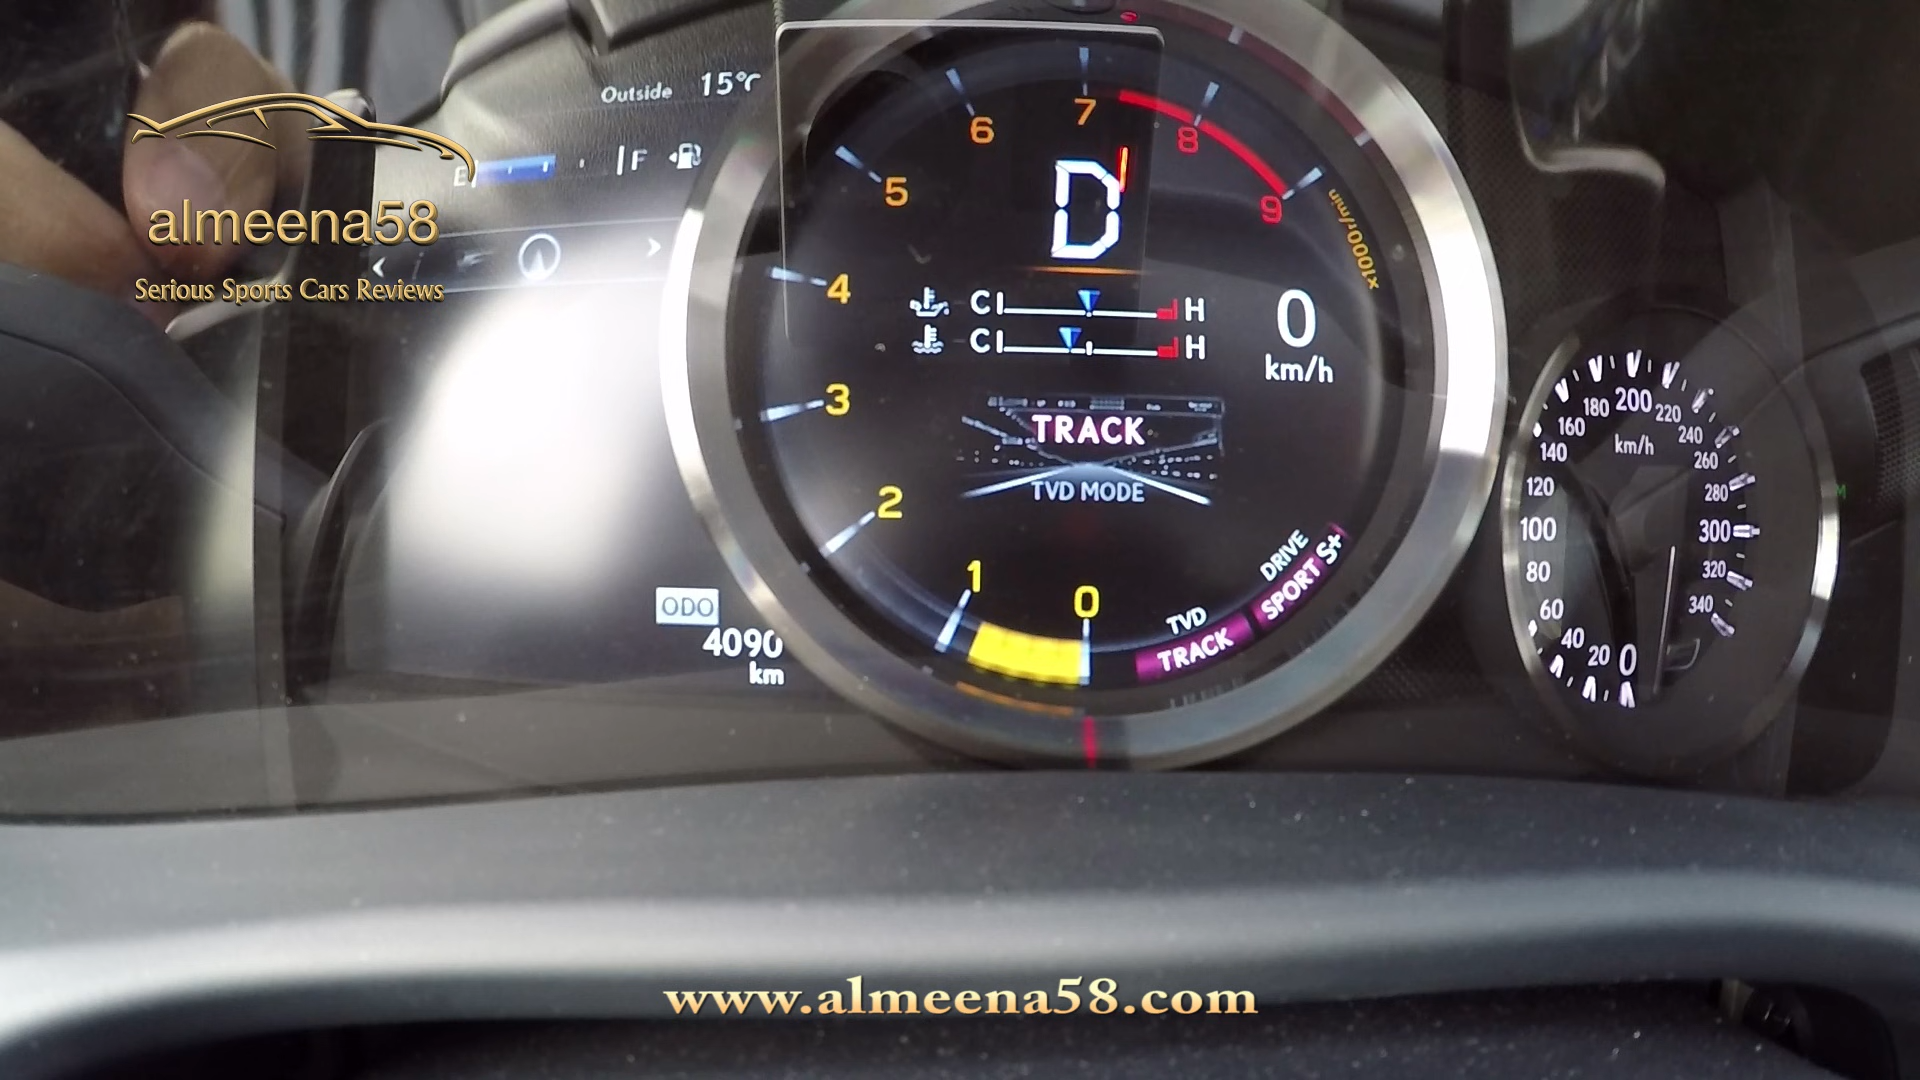 Outside 15°C
E F
almeena58
Serious Sports Cars Reviews
ODO
4090
km
6 7 8
5 9
4
3
2
1 0
x1000r/min
D
C H
C H
0
km/h
TRACK
TVD MODE
DRIVE
SPORT S+
TVD
TRACK
180 200 220
160 240
km/h
140 260
120 280
100 300
80 320
60 340
40 20 0
www.almeena58.com